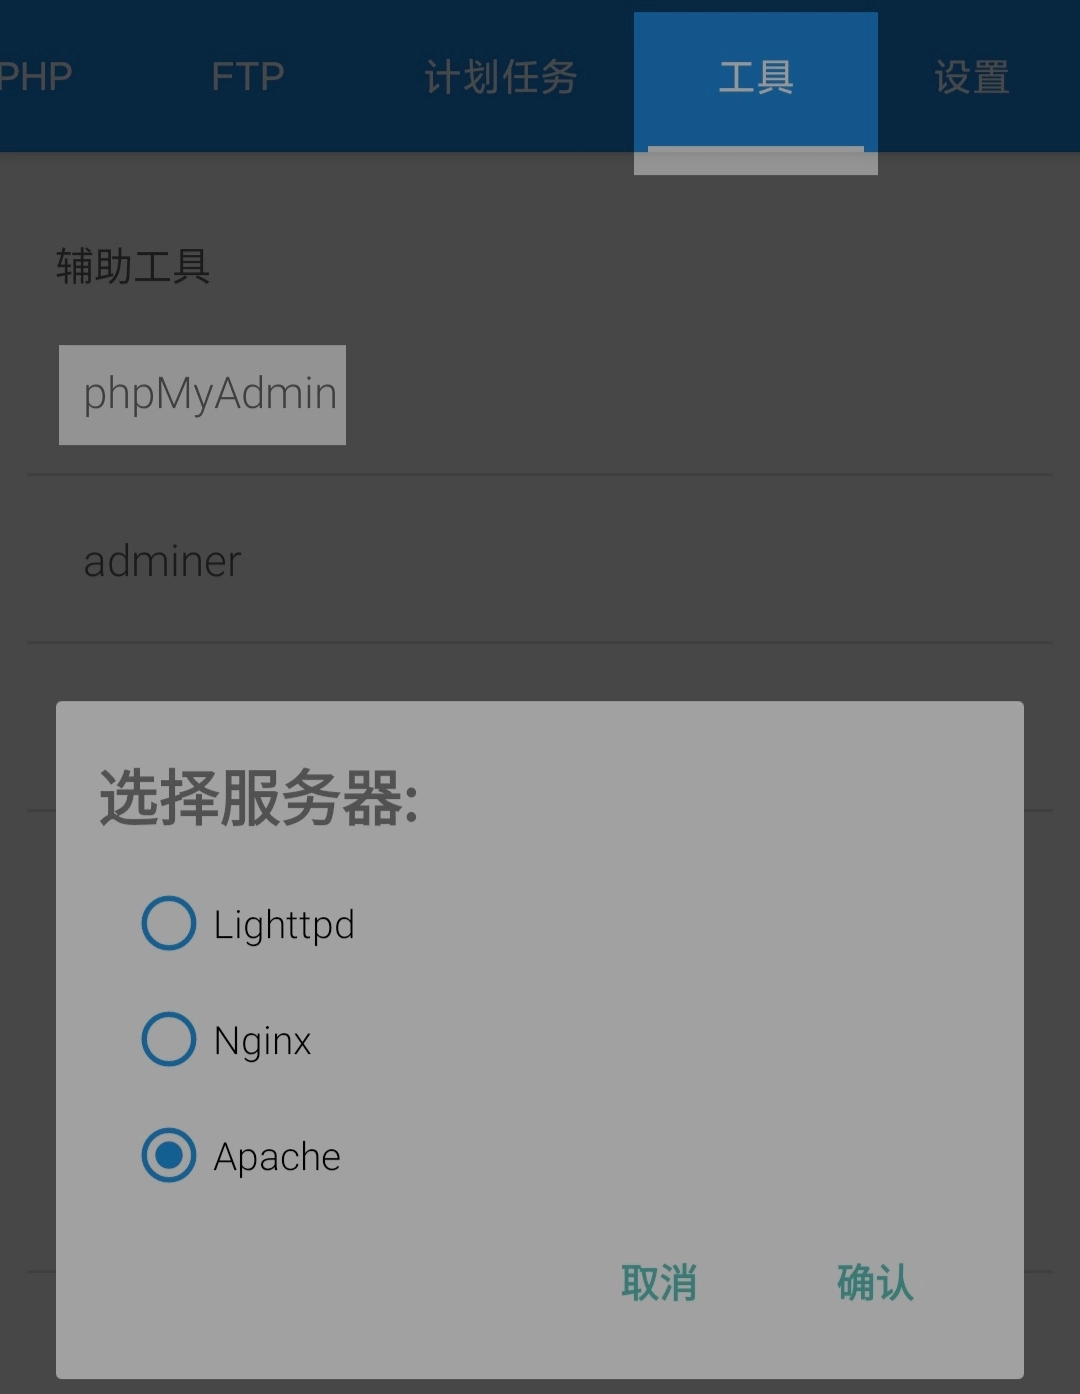 PHP FTP 计划任务 工具 设置
辅助工具
phpMyAdmin
adminer
选择服务器:
Lighttpd
Nginx
Apache
取消 确认